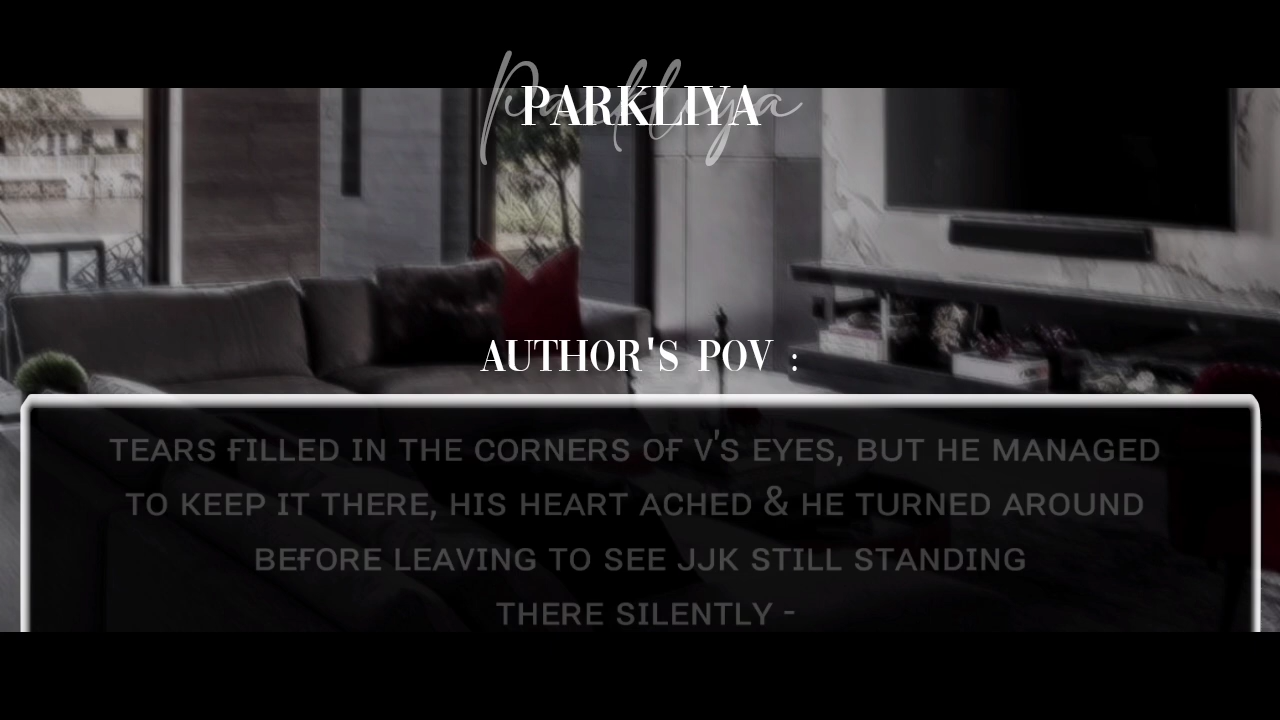 Parkliya
PARKLIYA
AUTHOR'S POV :
TEARS FILLED IN THE CORNERS OF V'S EYES, BUT HE MANAGED
TO KEEP IT THERE, HIS HEART ACHED & HE TURNED AROUND
BEFORE LEAVING TO SEE JJK STILL STANDING
THERE SILENTLY -